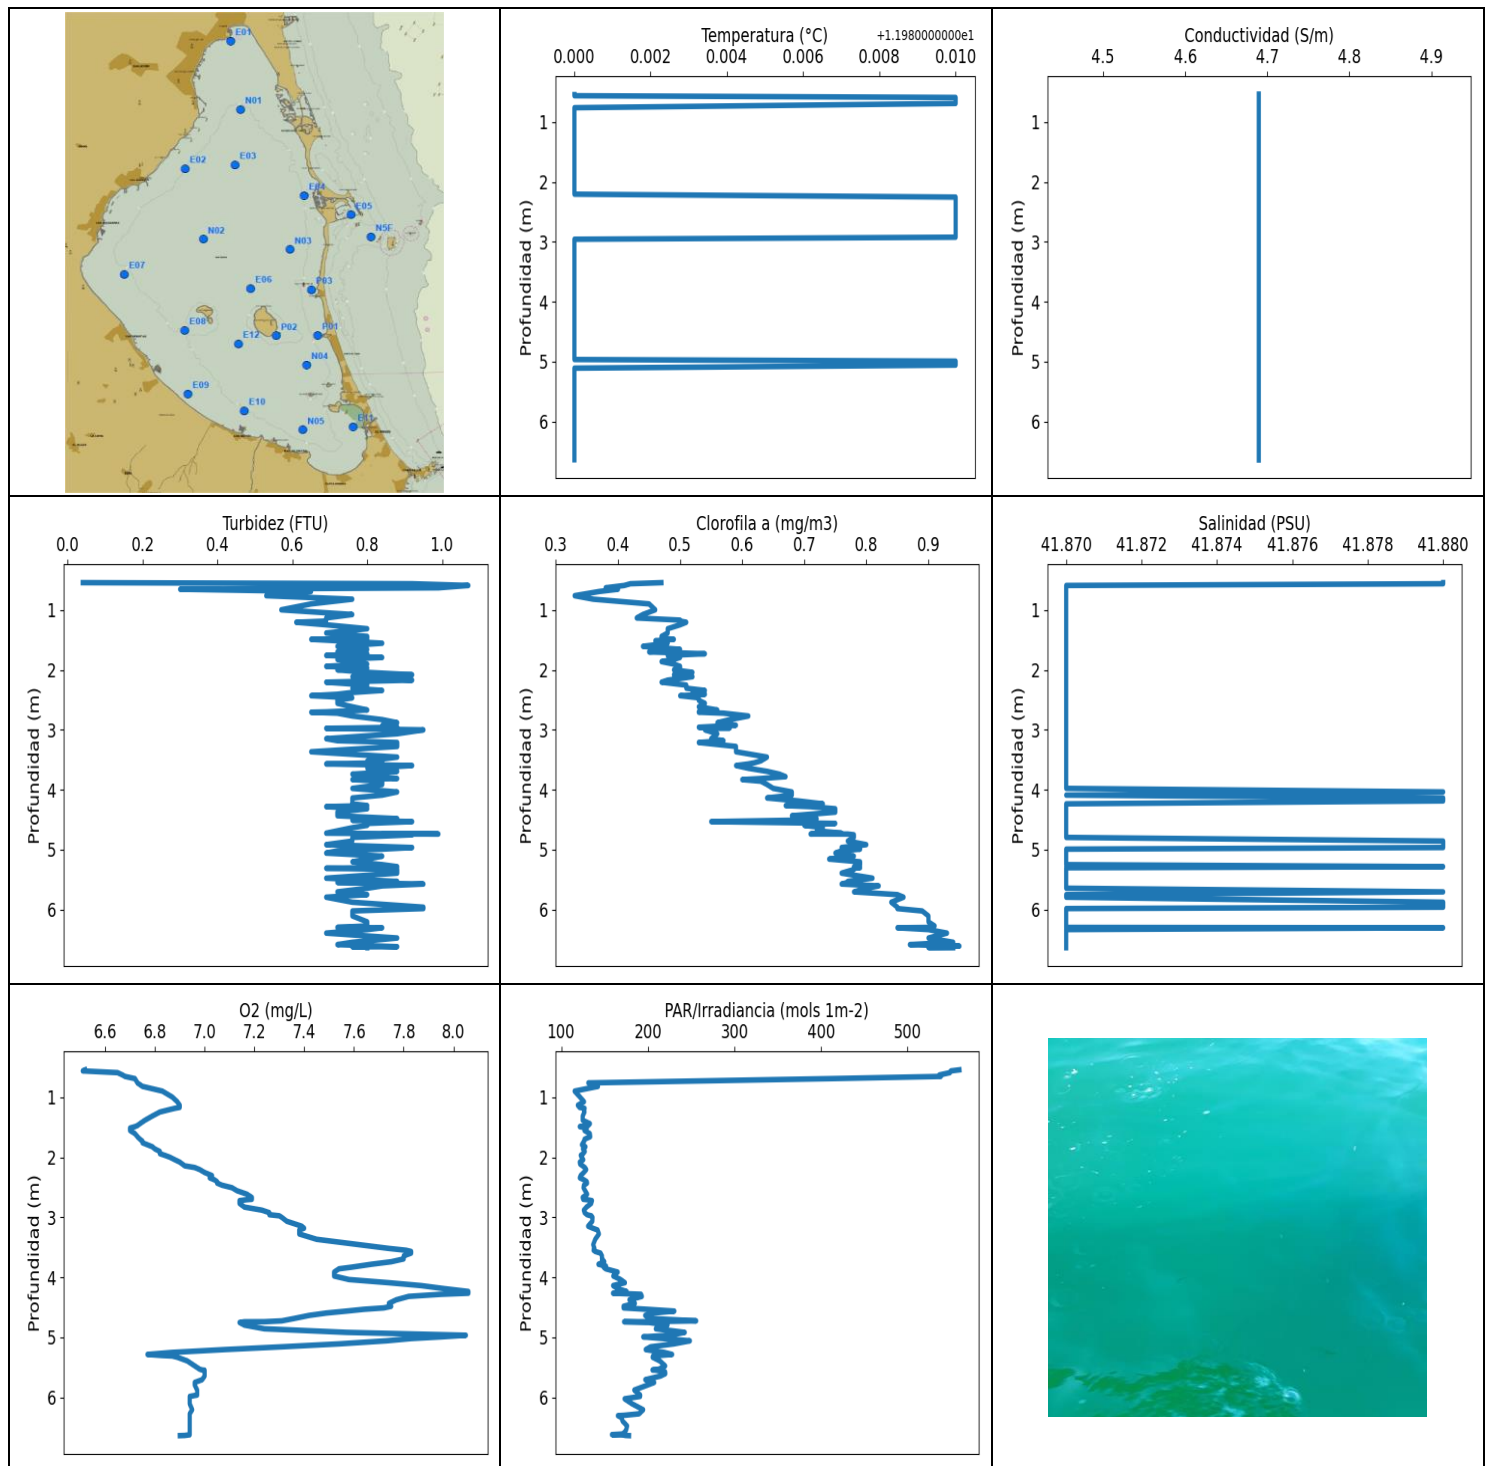 E01
N01
E02
E03
E04
E05
N5F
N02
N03
E07
E06
P03
E08
E12
P02
P01
N04
E09
E10
N05
E11
Temperatura (°C)
+1.1980000000e1
0.000 0.002 0.004 0.006 0.008 0.010
Profundidad (m)
1
2
3
4
5
6
Conductividad (S/m)
4.5 4.6 4.7 4.8 4.9
Profundidad (m)
1
2
3
4
5
6
Turbidez (FTU)
0.0 0.2 0.4 0.6 0.8 1.0
Profundidad (m)
1
2
3
4
5
6
Clorofila a (mg/m3)
0.3 0.4 0.5 0.6 0.7 0.8 0.9
Profundidad (m)
1
2
3
4
5
6
Salinidad (PSU)
41.870 41.872 41.874 41.876 41.878 41.880
Profundidad (m)
1
2
3
4
5
6
O2 (mg/L)
6.6 6.8 7.0 7.2 7.4 7.6 7.8 8.0
Profundidad (m)
1
2
3
4
5
6
PAR/Irradiancia (mols 1m-2)
100 200 300 400 500
Profundidad (m)
1
2
3
4
5
6